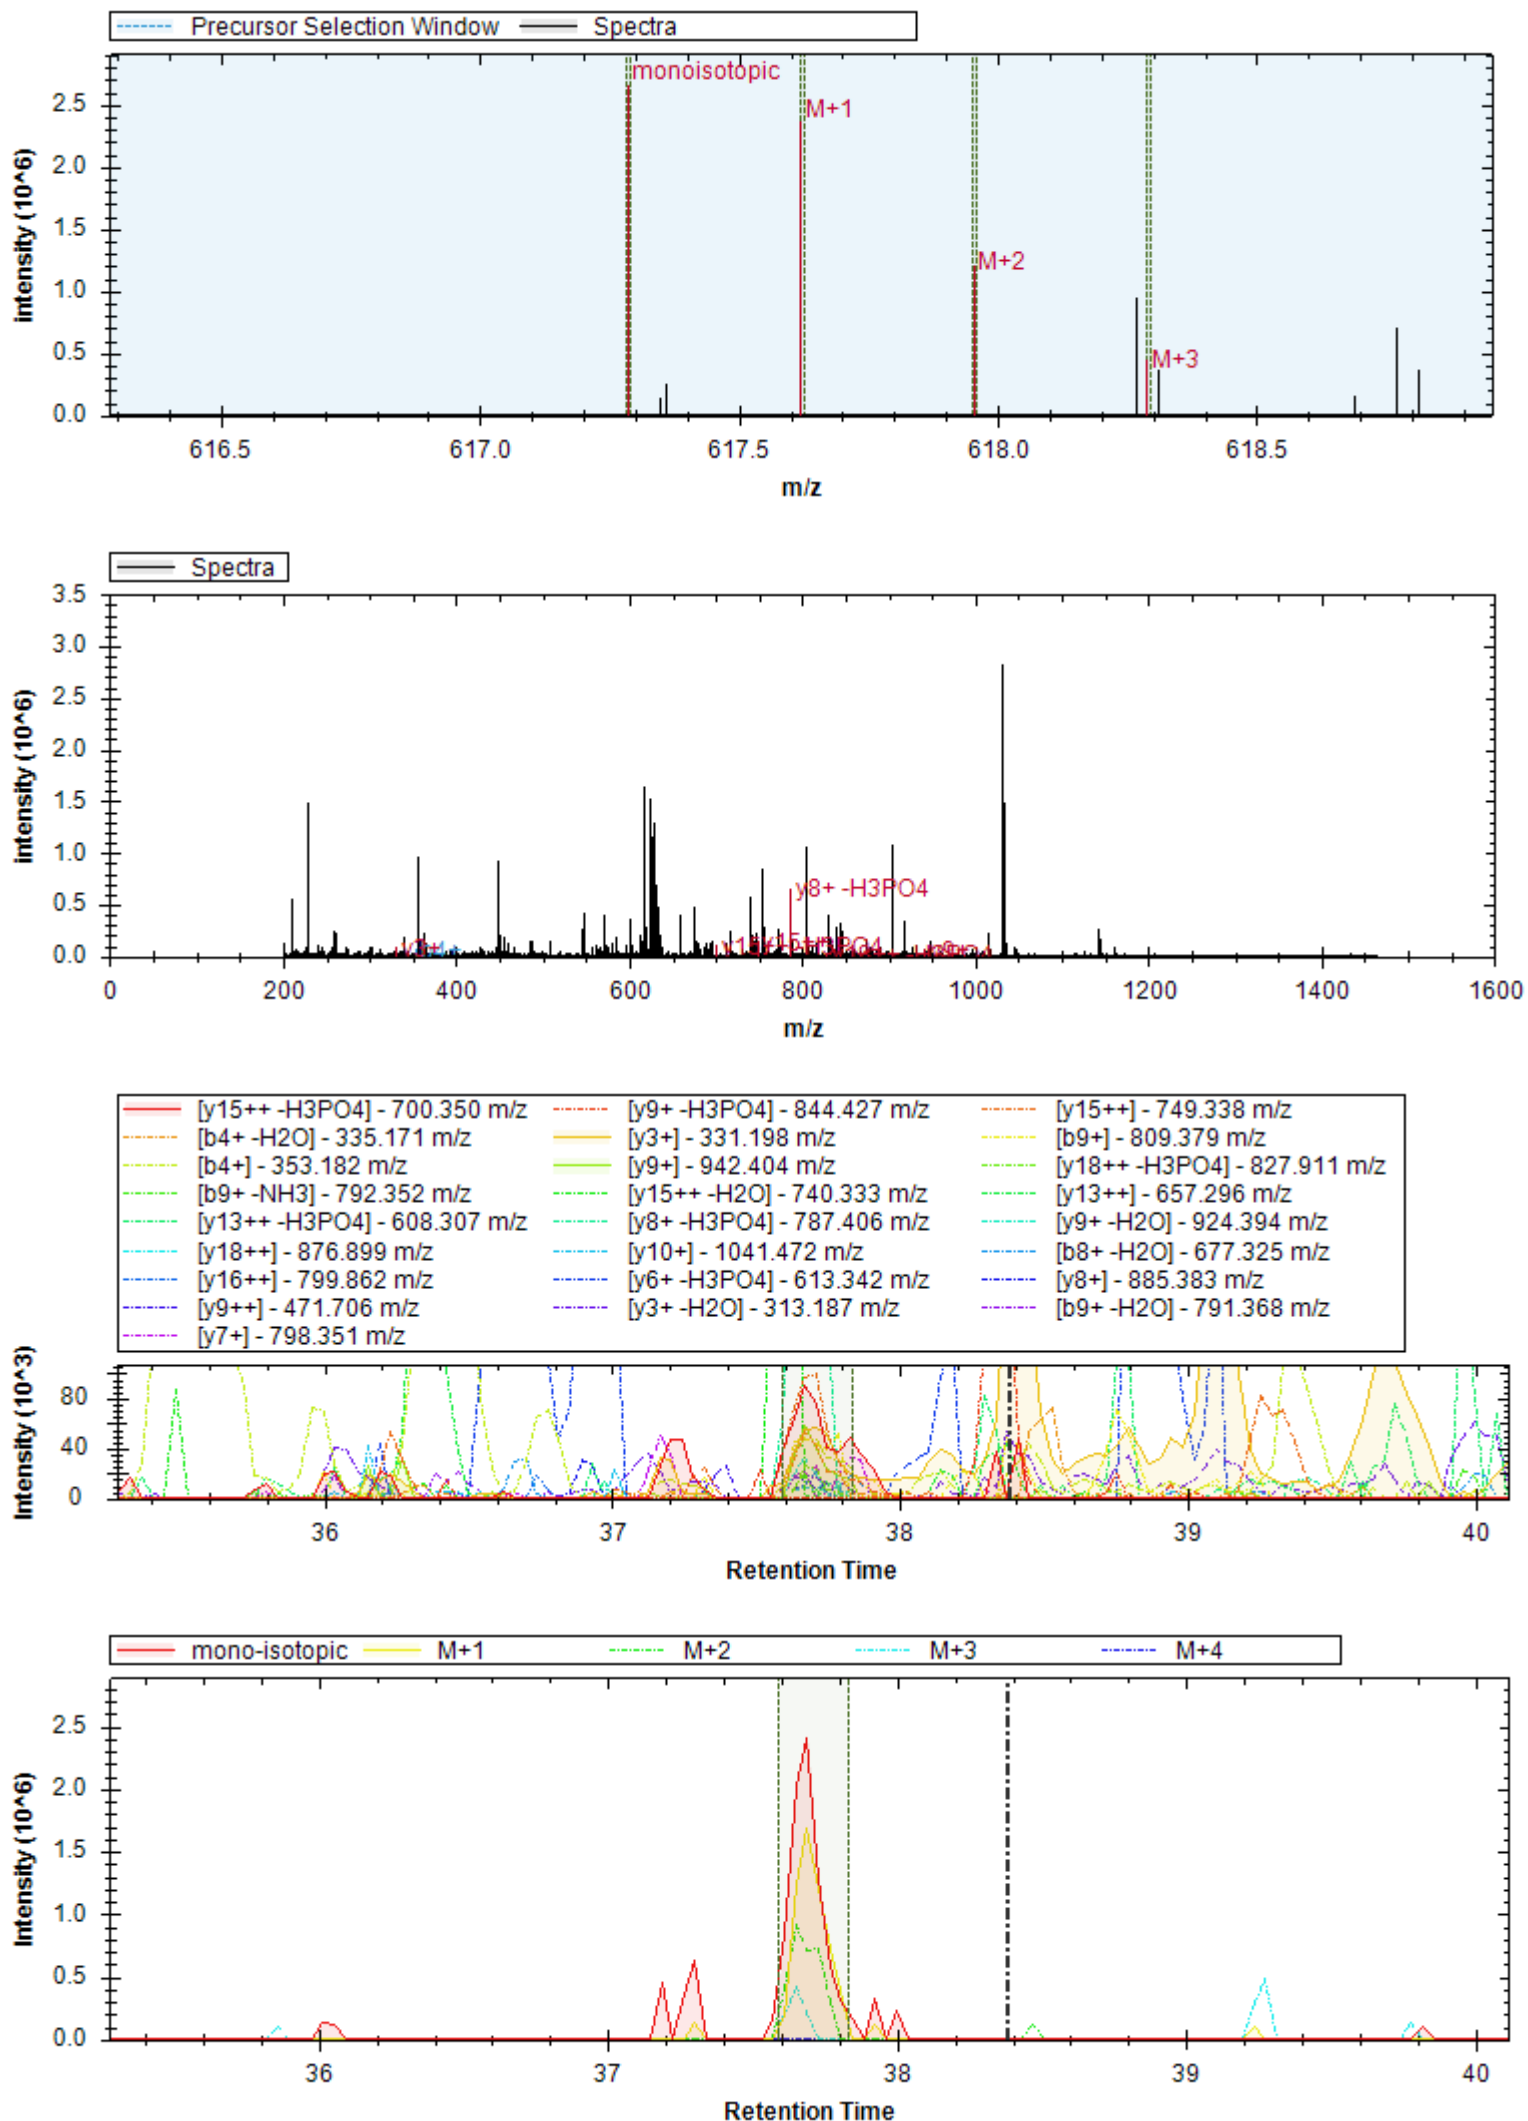 Precursor Selection Window Spectra
monoisotopic
M+1
M+2
M+3
intensity (10^6)
2.5
2.0
1.5
1.0
0.5
0.0
616.5 617.0 617.5 618.0 618.5
m/z
Spectra
intensity (10^6)
3.5
3.0
2.5
2.0
1.5
1.0
0.5
0.0
y8+ -H3PO4
0 200 400 600 800 1000 1200 1400 1600
m/z
[y15++ -H3PO4] - 700.350 m/z [y9+ -H3PO4] - 844.427 m/z [y15++] - 749.338 m/z
[b4+ -H2O] - 335.171 m/z [y3+] - 331.198 m/z [b9+] - 809.379 m/z
[b4+] - 353.182 m/z [y9+] - 942.404 m/z [y18++ -H3PO4] - 827.911 m/z
[b9+ -NH3] - 792.352 m/z [y15++ -H2O] - 740.333 m/z [y13++] - 657.296 m/z
[y13++ -H3PO4] - 608.307 m/z [y8+ -H3PO4] - 787.406 m/z [y9+ -H2O] - 924.394 m/z
[y18++] - 876.899 m/z [y10+] - 1041.472 m/z [b8+ -H2O] - 677.325 m/z
[y16++] - 799.862 m/z [y6+ -H3PO4] - 613.342 m/z [y8+] - 885.383 m/z
[y9++] - 471.706 m/z [y3+ -H2O] - 313.187 m/z [b9+ -H2O] - 791.368 m/z
[y7+] - 798.351 m/z
Intensity (10^3)
80
40
0
36 37 38 39 40
Retention Time
mono-isotopic M+1 M+2 M+3 M+4
Intensity (10^6)
2.5
2.0
1.5
1.0
0.5
0.0
36 37 38 39 40
Retention Time